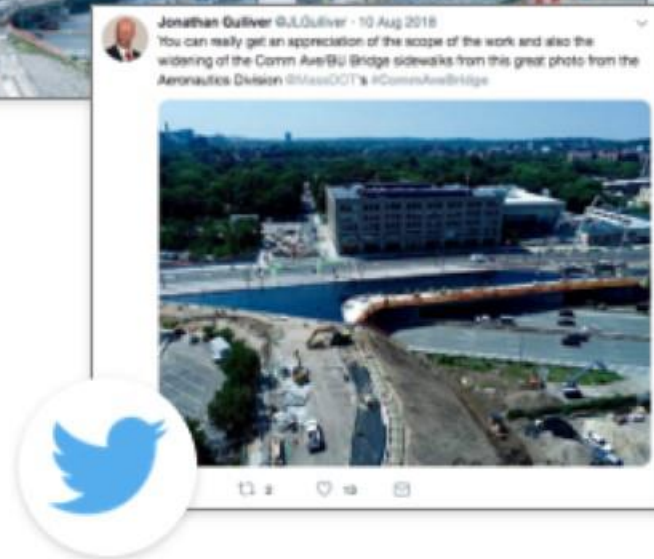 Jonathan Gulliver @JLGulliver · 10 Aug 2018
You can really get an appreciation of the scope of the work and also the
widening of the Comm Ave/BU Bridge sidewalks from this great photo from the
Aeronautics Division @MassDOT's #CommAveBridge
2 13